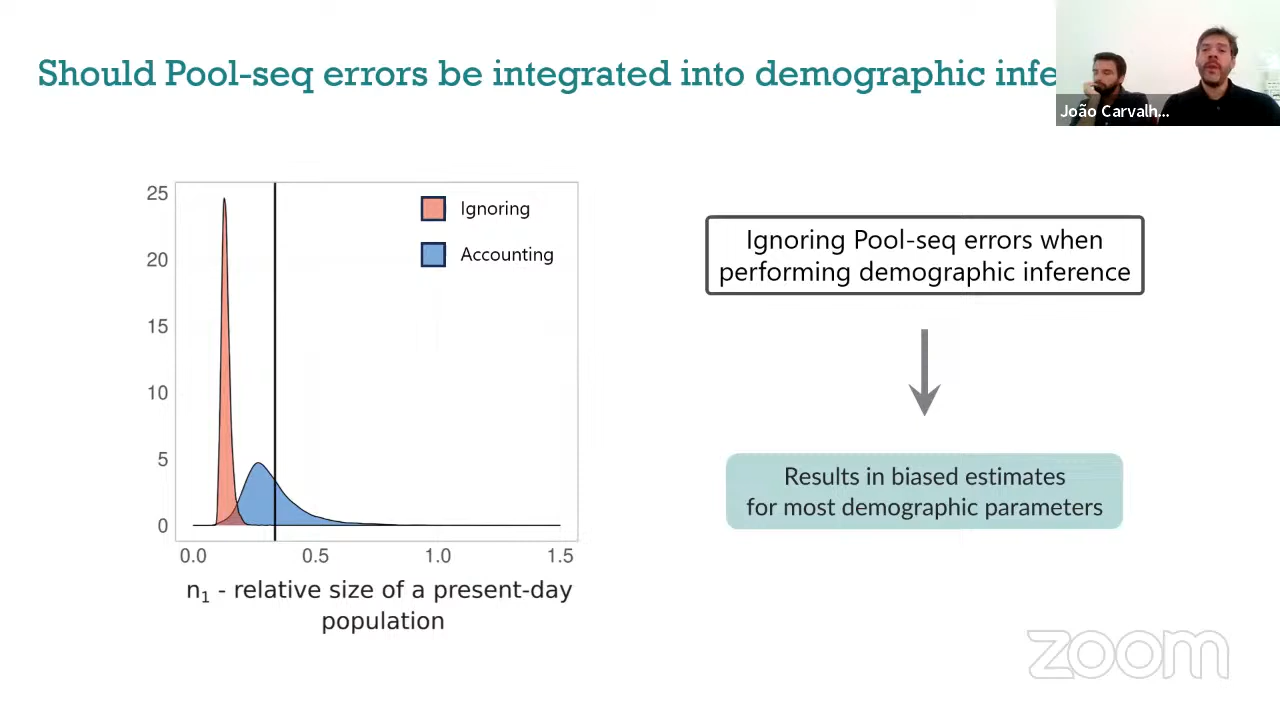 Should Pool-seq errors be integrated into demographic infe
João Carvalh...
25
20
15
10
5
0
Ignoring
Accounting
0.0 0.5 1.0 1.5
n₁ - relative size of a present-day
population
Ignoring Pool-seq errors when
performing demographic inference
Results in biased estimates
for most demographic parameters
zoom